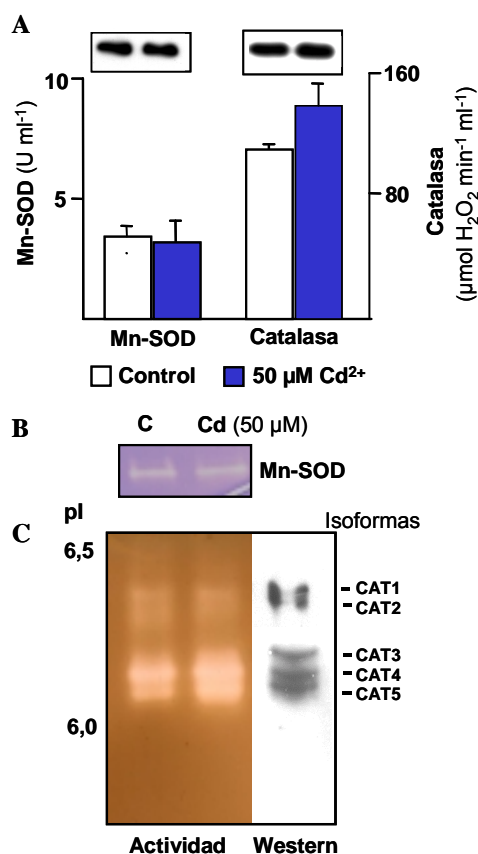 A
10
5
Mn-SOD (U ml-1)
160
80
Catalasa
(µmol H2O2 min-1 ml-1)
Mn-SOD Catalasa
Control 50 µM Cd2+
B
C Cd (50 µM)
Mn-SOD
C
pI
6,5
6,0
Isoformas
CAT1
CAT2
CAT3
CAT4
CAT5
Actividad Western